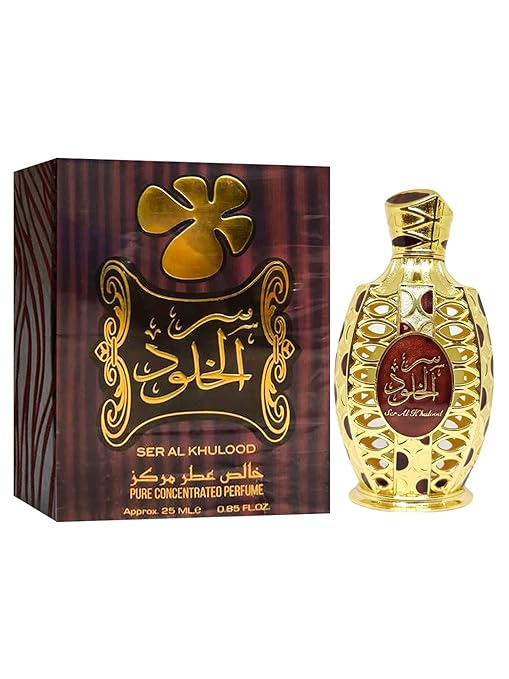 سر
الخلود
SER AL KHULOOD
خالص عطر مركز
PURE CONCENTRATED PERFUME
Approx. 25 MLe 0.85 FL.OZ.
سر
الخلود
Ser Al Khulood